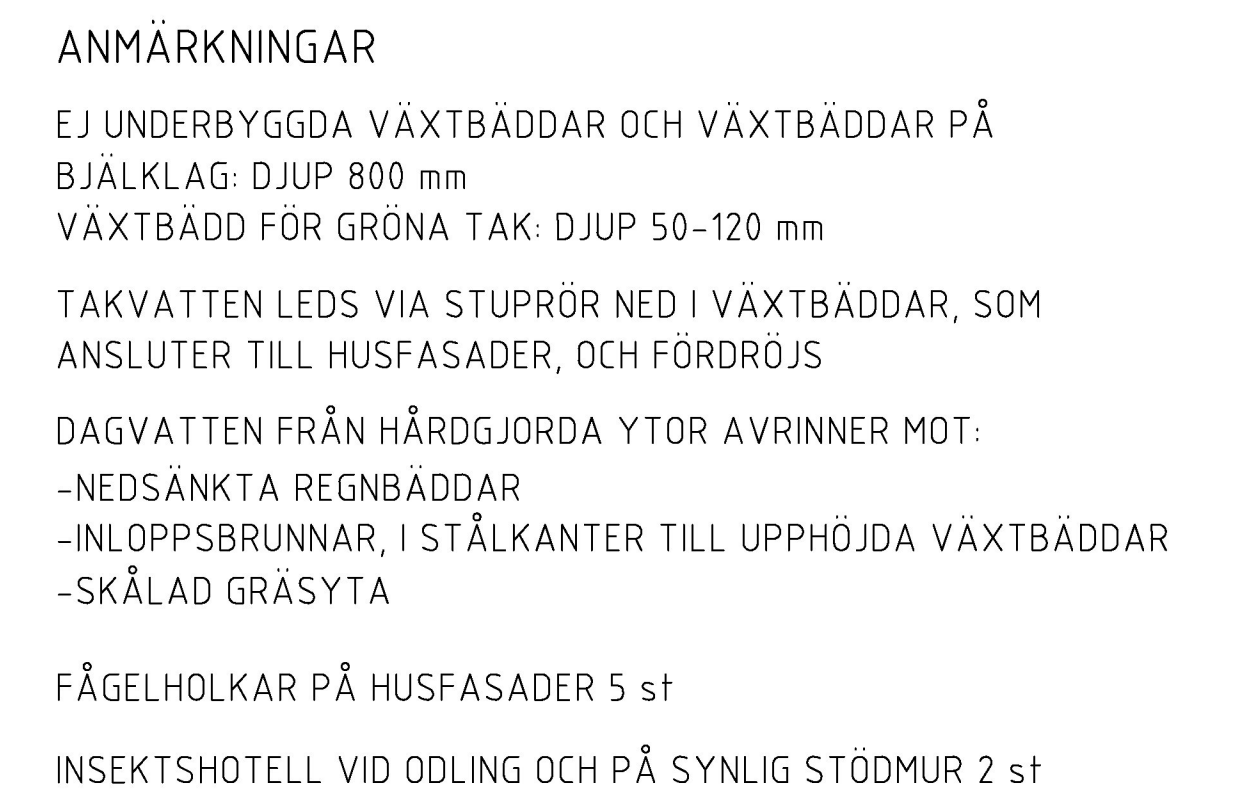 ANMÄRKNINGAR
EJ UNDERBYGGDA VÄXTBÄDDAR OCH VÄXTBÄDDAR PÅ
BJÄLKLAG: DJUP 800 mm
VÄXTBÄDD FÖR GRÖNA TAK: DJUP 50-120 mm
TAKVATTEN LEDS VIA STUPRÖR NED I VÄXTBÄDDAR, SOM
ANSLUTER TILL HUSFASADER, OCH FÖRDRÖJS
DAGVATTEN FRÅN HÅRDGJORDA YTOR AVRINNER MOT:
-NEDSÄNKTA REGNBÄDDAR
-INLOPPSBRUNNAR, I STÅLKANTER TILL UPPHÖJDA VÄXTBÄDDAR
-SKÅLAD GRÄSYTA
FÅGELHOLKAR PÅ HUSFASADER 5 st
INSEKTSHOTELL VID ODLING OCH PÅ SYNLIG STÖDMUR 2 st